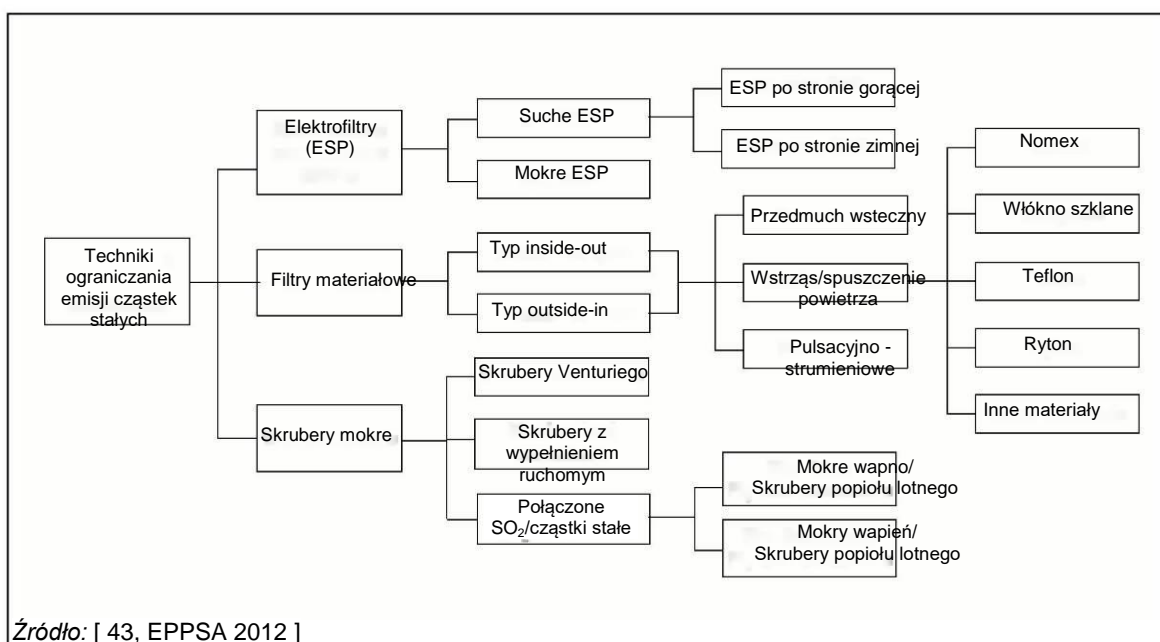 Techniki
ograniczania
emisji cząstek
stałych
Elektrofiltry
(ESP)
Suche ESP
Mokre ESP
ESP po stronie gorącej
ESP po stronie zimnej
Filtry materiałowe
Typ inside-out
Typ outside-in
Przedmuch wsteczny
Wstrząs/spuszczenie
powietrza
Pulsacyjno -
strumieniowe
Nomex
Włókno szklane
Teflon
Ryton
Inne materiały
Skrubery mokre
Skrubery Venturiego
Skrubery z
wypełnieniem
ruchomym
Połączone
SO₂/cząstki stałe
Mokre wapno/
Skrubery popiołu lotnego
Mokry wapień/
Skrubery popiołu lotnego
Źródło: [ 43, EPPSA 2012 ]